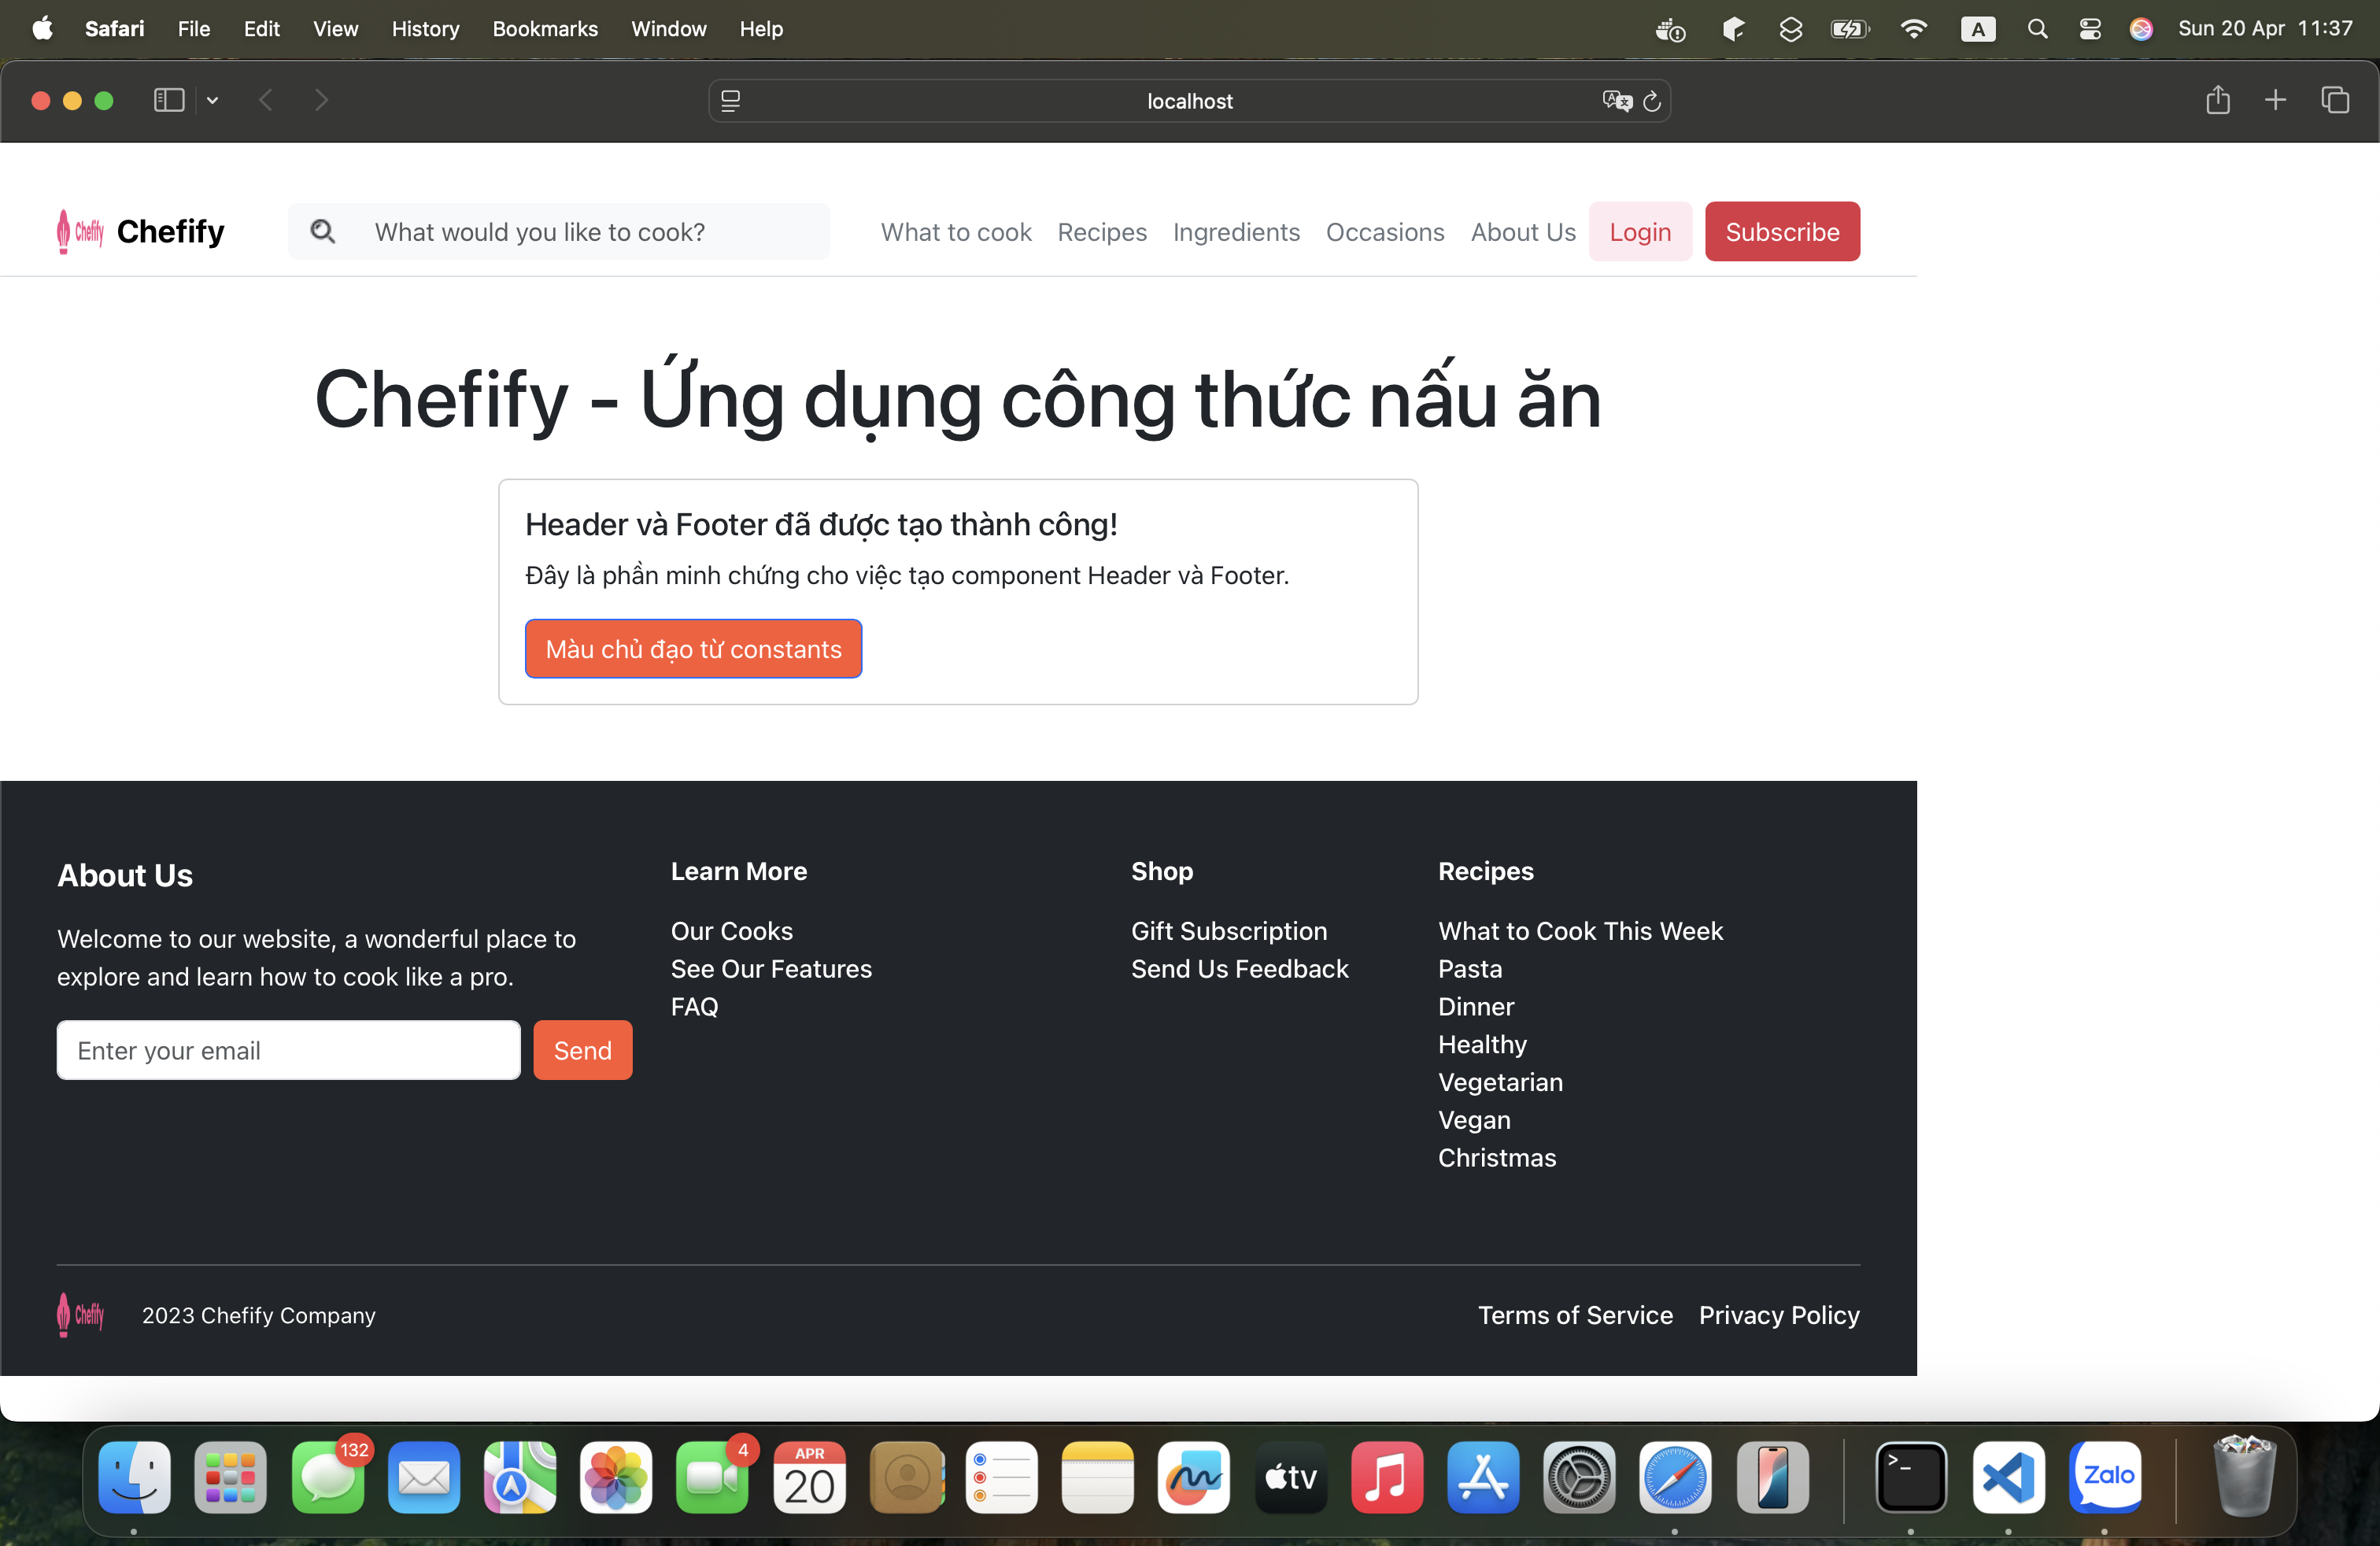 Safari File Edit View History Bookmarks Window Help A Sun 20 Apr 11:37
localhost
Chefify Chefify What would you like to cook? What to cook Recipes Ingredients Occasions About Us Login Subscribe
Chefify - Ứng dụng công thức nấu ăn
Header và Footer đã được tạo thành công!
Đây là phần minh chứng cho việc tạo component Header và Footer.
Màu chủ đạo từ constants
About Us
Welcome to our website, a wonderful place to
explore and learn how to cook like a pro.
Enter your email Send
Learn More
Our Cooks
See Our Features
FAQ
Shop
Gift Subscription
Send Us Feedback
Recipes
What to Cook This Week
Pasta
Dinner
Healthy
Vegetarian
Vegan
Christmas
Chefify 2023 Chefify Company Terms of Service Privacy Policy
132
4
APR
20
tv
>_
Zalo